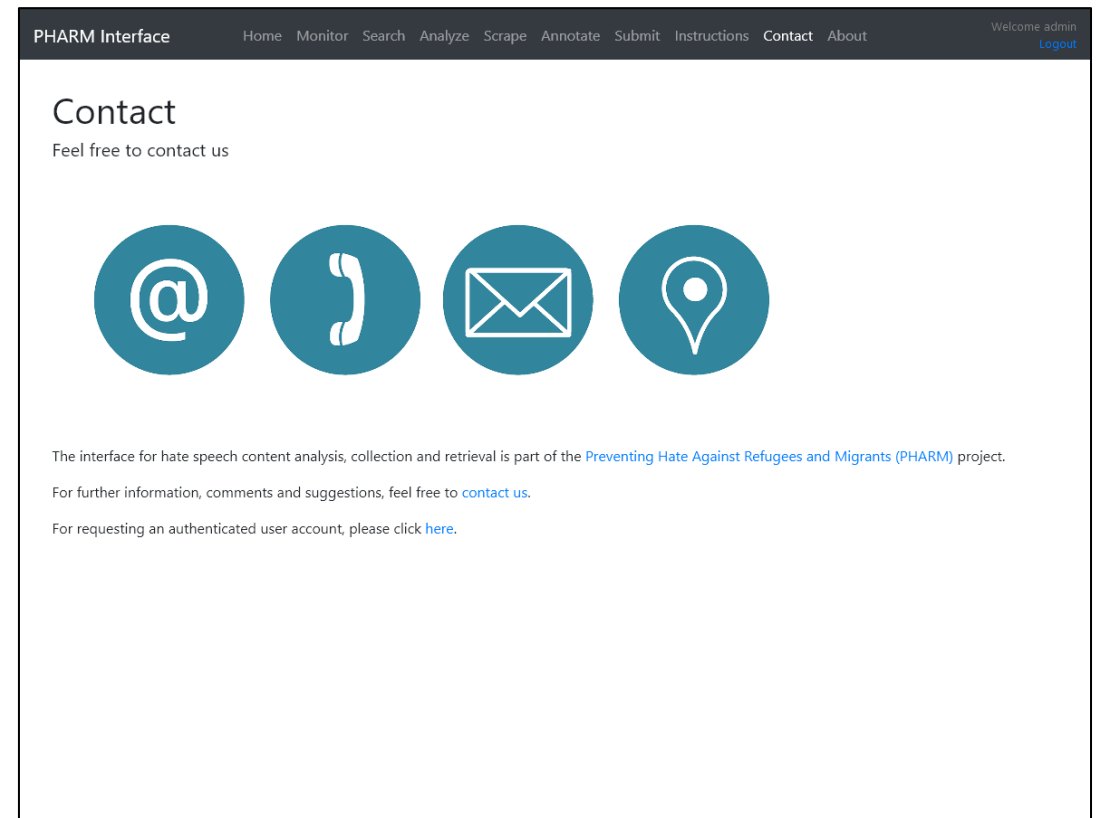 PHARM Interface Home Monitor Search Analyze Scrape Annotate Submit Instructions Contact About Welcome admin
Logout
Contact
Feel free to contact us
@
The interface for hate speech content analysis, collection and retrieval is part of the Preventing Hate Against Refugees and Migrants (PHARM) project.
For further information, comments and suggestions, feel free to contact us.
For requesting an authenticated user account, please click here.